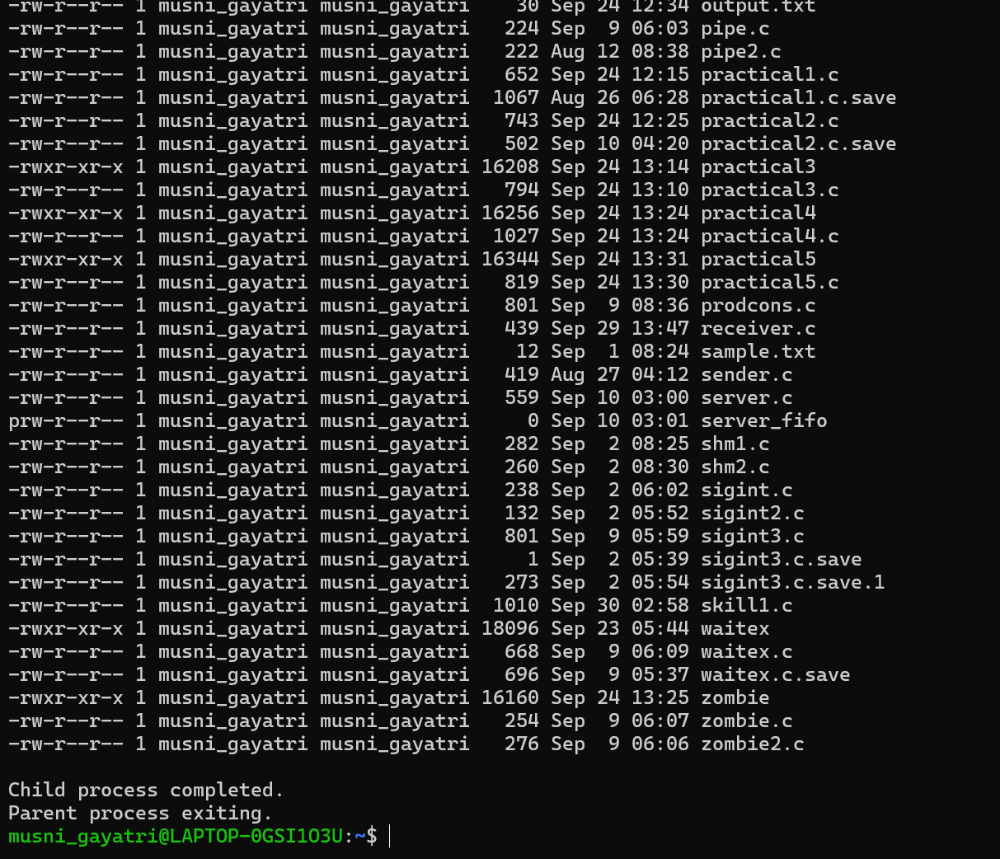 -rw-r--r-- 1 musni_gayatri musni_gayatri    30 Sep 24 12:34 output.txt
-rw-r--r-- 1 musni_gayatri musni_gayatri   224 Sep  9 06:03 pipe.c
-rw-r--r-- 1 musni_gayatri musni_gayatri   222 Aug 12 08:38 pipe2.c
-rw-r--r-- 1 musni_gayatri musni_gayatri   652 Sep 24 12:15 practical1.c
-rw-r--r-- 1 musni_gayatri musni_gayatri  1067 Aug 26 06:28 practical1.c.save
-rw-r--r-- 1 musni_gayatri musni_gayatri   743 Sep 24 12:25 practical2.c
-rw-r--r-- 1 musni_gayatri musni_gayatri   502 Sep 10 04:20 practical2.c.save
-rwxr-xr-x 1 musni_gayatri musni_gayatri 16208 Sep 24 13:14 practical3
-rw-r--r-- 1 musni_gayatri musni_gayatri   794 Sep 24 13:10 practical3.c
-rwxr-xr-x 1 musni_gayatri musni_gayatri 16256 Sep 24 13:24 practical4
-rw-r--r-- 1 musni_gayatri musni_gayatri  1027 Sep 24 13:24 practical4.c
-rwxr-xr-x 1 musni_gayatri musni_gayatri 16344 Sep 24 13:31 practical5
-rw-r--r-- 1 musni_gayatri musni_gayatri   819 Sep 24 13:30 practical5.c
-rw-r--r-- 1 musni_gayatri musni_gayatri   801 Sep  9 08:36 prodcons.c
-rw-r--r-- 1 musni_gayatri musni_gayatri   439 Sep 29 13:47 receiver.c
-rw-r--r-- 1 musni_gayatri musni_gayatri    12 Sep  1 08:24 sample.txt
-rw-r--r-- 1 musni_gayatri musni_gayatri   419 Aug 27 04:12 sender.c
-rw-r--r-- 1 musni_gayatri musni_gayatri   559 Sep 10 03:00 server.c
prw-r--r-- 1 musni_gayatri musni_gayatri     0 Sep 10 03:01 server_fifo
-rw-r--r-- 1 musni_gayatri musni_gayatri   282 Sep  2 08:25 shm1.c
-rw-r--r-- 1 musni_gayatri musni_gayatri   260 Sep  2 08:30 shm2.c
-rw-r--r-- 1 musni_gayatri musni_gayatri   238 Sep  2 06:02 sigint.c
-rw-r--r-- 1 musni_gayatri musni_gayatri   132 Sep  2 05:52 sigint2.c
-rw-r--r-- 1 musni_gayatri musni_gayatri   801 Sep  9 05:59 sigint3.c
-rw-r--r-- 1 musni_gayatri musni_gayatri     1 Sep  2 05:39 sigint3.c.save
-rw-r--r-- 1 musni_gayatri musni_gayatri   273 Sep  2 05:54 sigint3.c.save.1
-rw-r--r-- 1 musni_gayatri musni_gayatri  1010 Sep 30 02:58 skill1.c
-rwxr-xr-x 1 musni_gayatri musni_gayatri 18096 Sep 23 05:44 waitex
-rw-r--r-- 1 musni_gayatri musni_gayatri   668 Sep  9 06:09 waitex.c
-rw-r--r-- 1 musni_gayatri musni_gayatri   696 Sep  9 05:37 waitex.c.save
-rwxr-xr-x 1 musni_gayatri musni_gayatri 16160 Sep 24 13:25 zombie
-rw-r--r-- 1 musni_gayatri musni_gayatri   254 Sep  9 06:07 zombie.c
-rw-r--r-- 1 musni_gayatri musni_gayatri   276 Sep  9 06:06 zombie2.c

Child process completed.
Parent process exiting.
musni_gayatri@LAPTOP-0GSI1O3U:~$